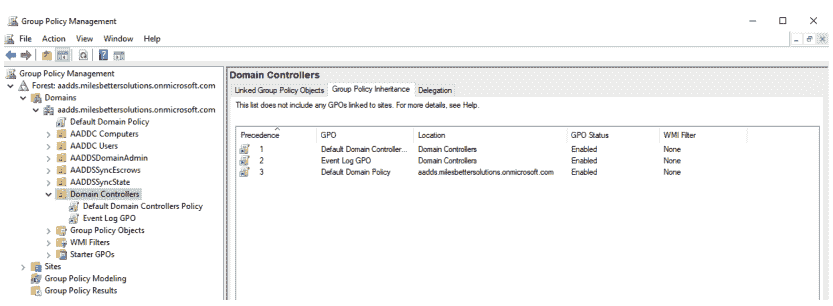 Group Policy Management
File Action View Window Help
Group Policy Management
Forest: aadds.milesbettersolutions.onmicrosoft.com
Domains
aadds.milesbettersolutions.onmicrosoft.com
Default Domain Policy
AADDC Computers
AADDC Users
AADDSDomainAdmin
AADDSSyncEscrows
AADDSSyncState
Domain Controllers
Default Domain Controllers Policy
Event Log GPO
Group Policy Objects
WMI Filters
Starter GPOs
Sites
Group Policy Modeling
Group Policy Results
Domain Controllers
Linked Group Policy Objects Group Policy Inheritance Delegation
This list does not include any GPOs linked to sites. For more details, see Help.
Precedence GPO Location GPO Status WMI Filter
1 Default Domain Controller... Domain Controllers Enabled None
2 Event Log GPO Domain Controllers Enabled None
3 Default Domain Policy aadds.milesbettersolutions.onmicrosoft.com Enabled None